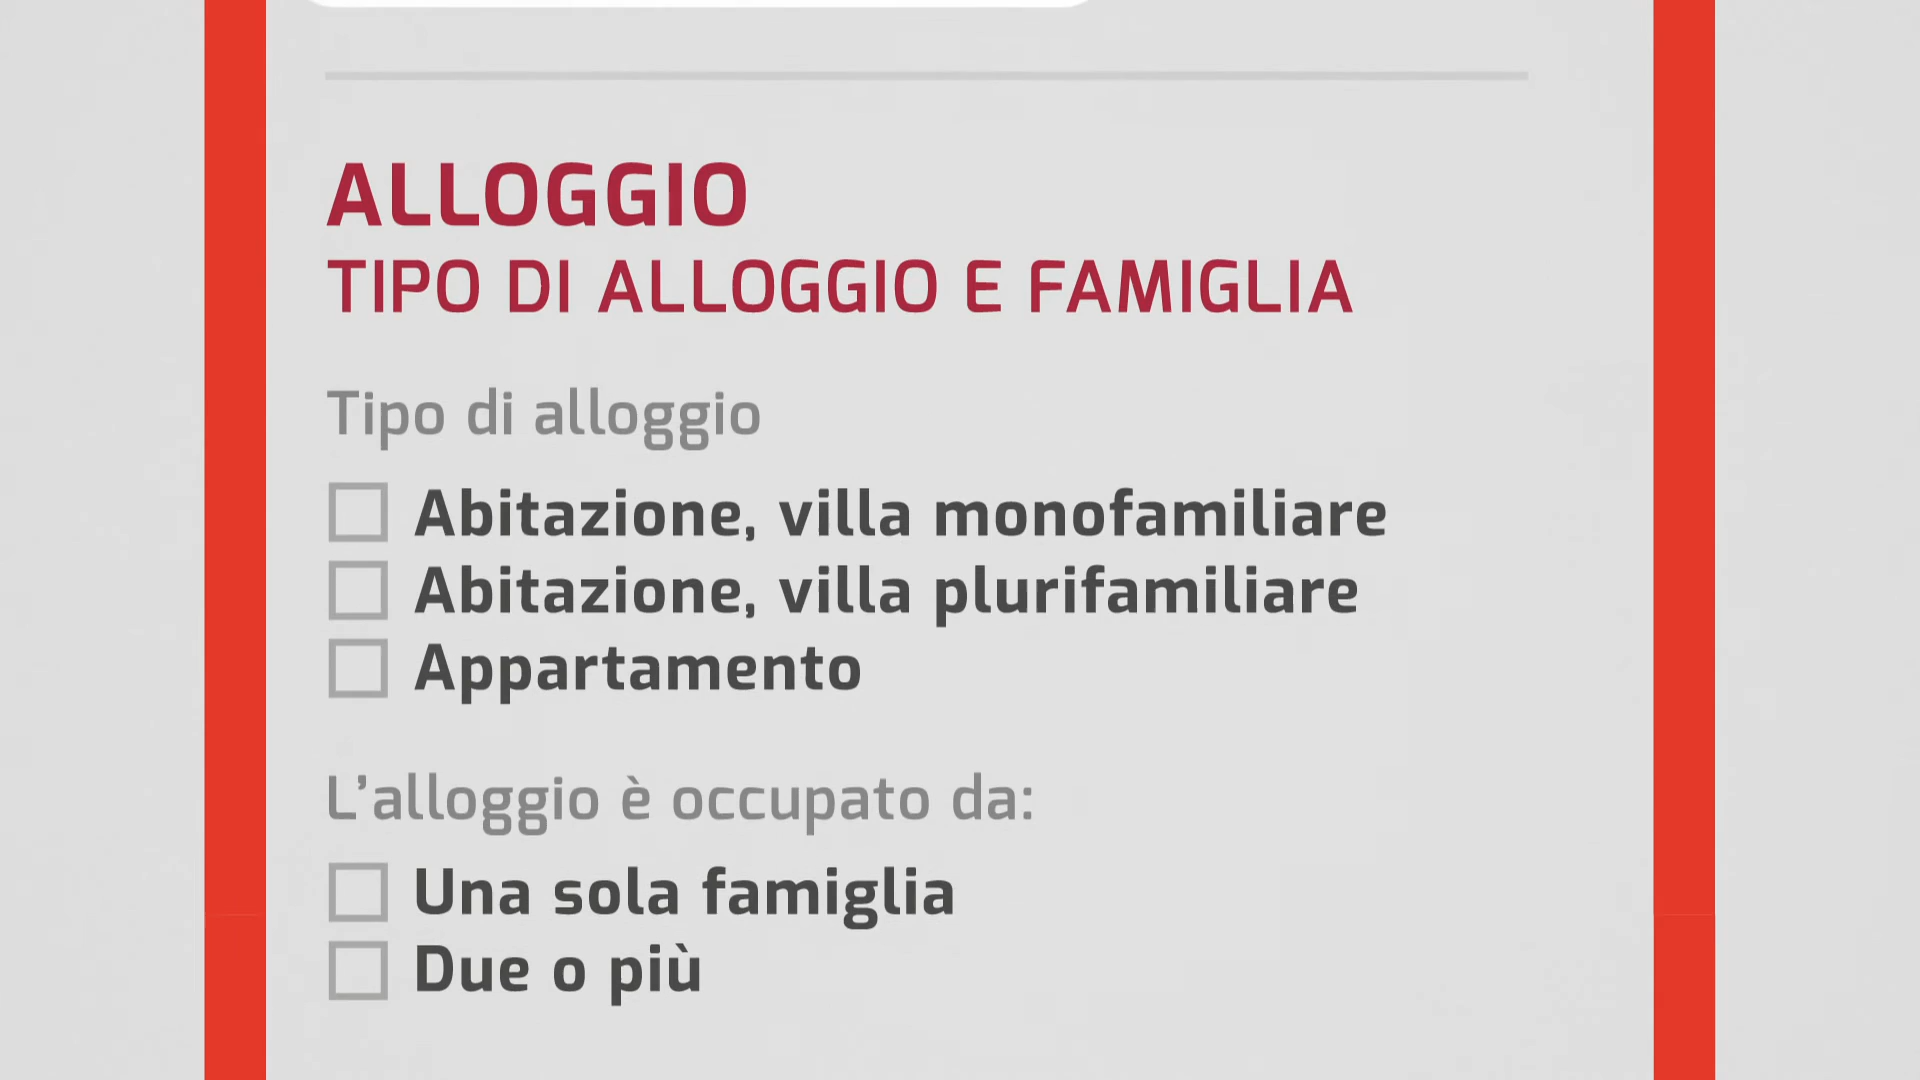 ALLOGGIO
TIPO DI ALLOGGIO E FAMIGLIA
Tipo di alloggio
Abitazione, villa monofamiliare
Abitazione, villa plurifamiliare
Appartamento
L’alloggio è occupato da:
Una sola famiglia
Due o più